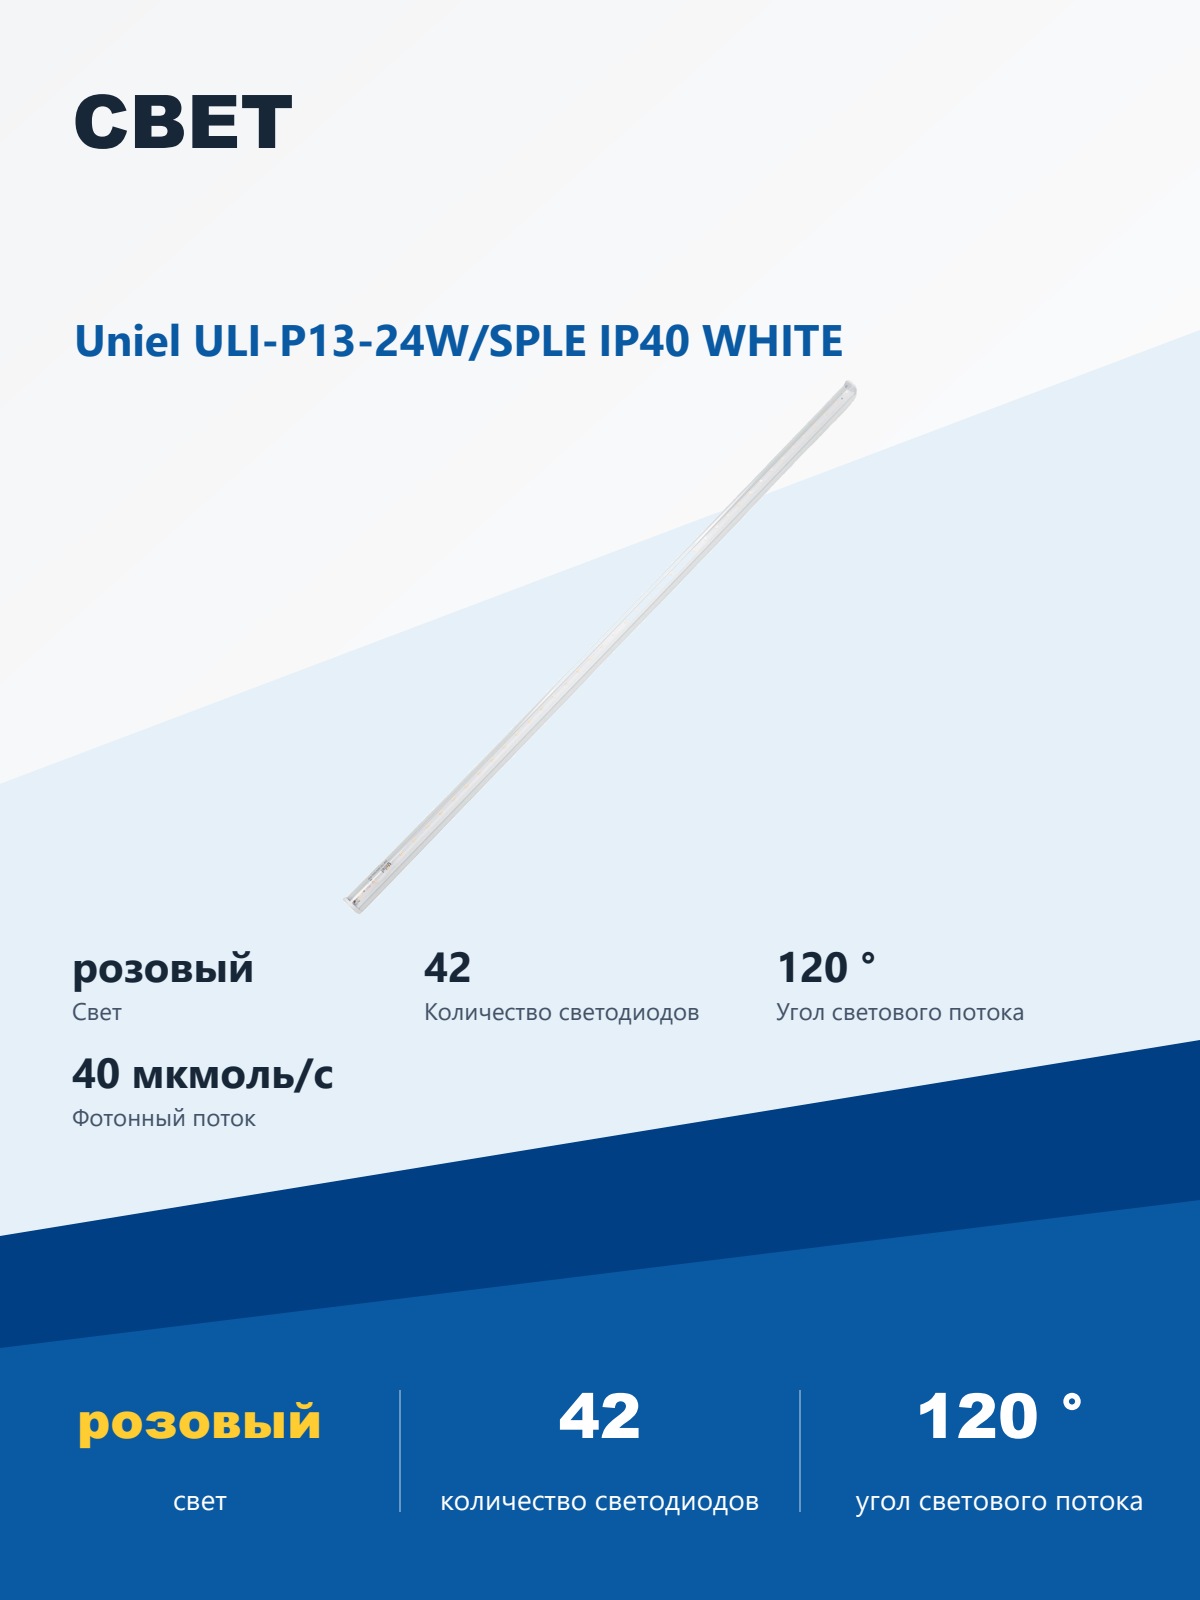 СВЕТ
Uniel ULI-P13-24W/SPLE IP40 WHITE
розовый
Свет
42
Количество светодиодов
120 °
Угол светового потока
40 мкмоль/с
Фотонный поток
розовый
свет
42
количество светодиодов
120 °
угол светового потока